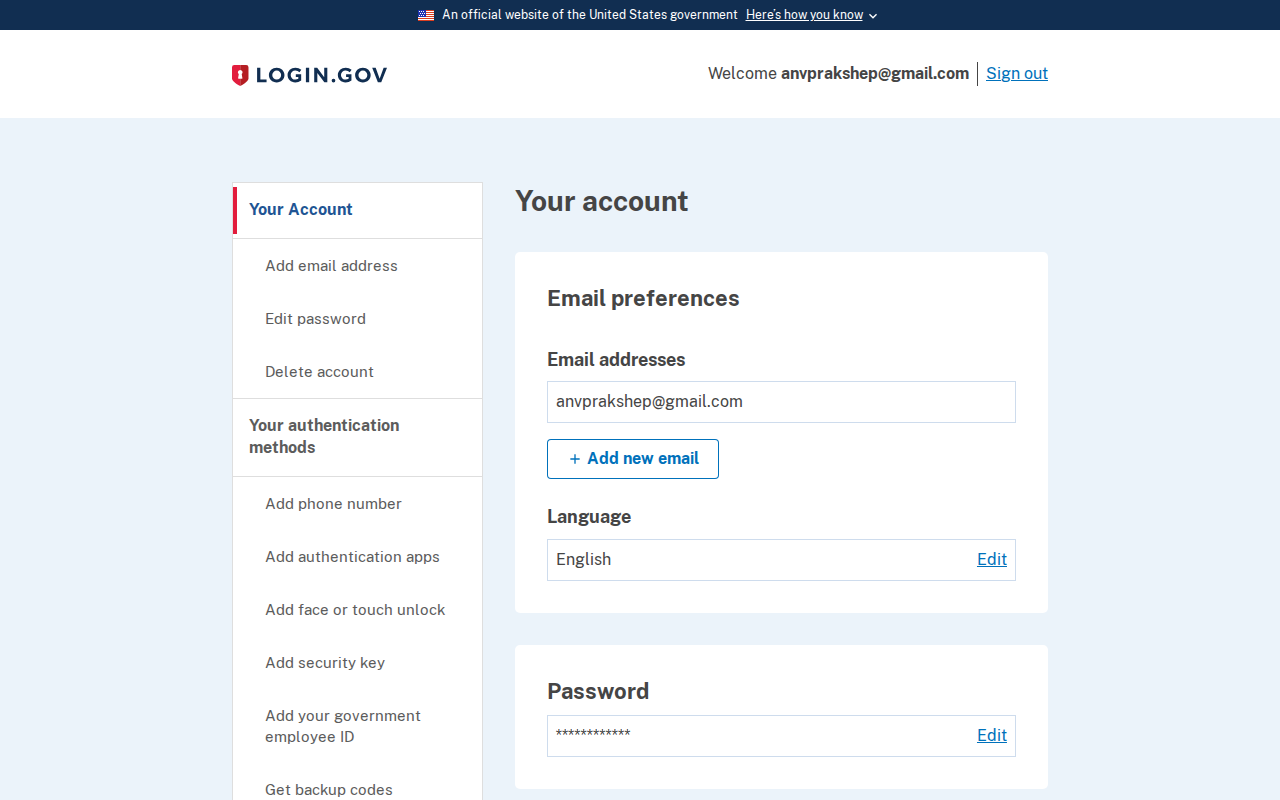 An official website of the United States government Here's how you know
LOGIN.GOV
Welcome anvprakshep@gmail.com Sign out
Your Account
Add email address
Edit password
Delete account
Your authentication
methods
Add phone number
Add authentication apps
Add face or touch unlock
Add security key
Add your government
employee ID
Get backup codes
Your account
Email preferences
Email addresses
anvprakshep@gmail.com
+ Add new email
Language
English Edit
Password
************ Edit